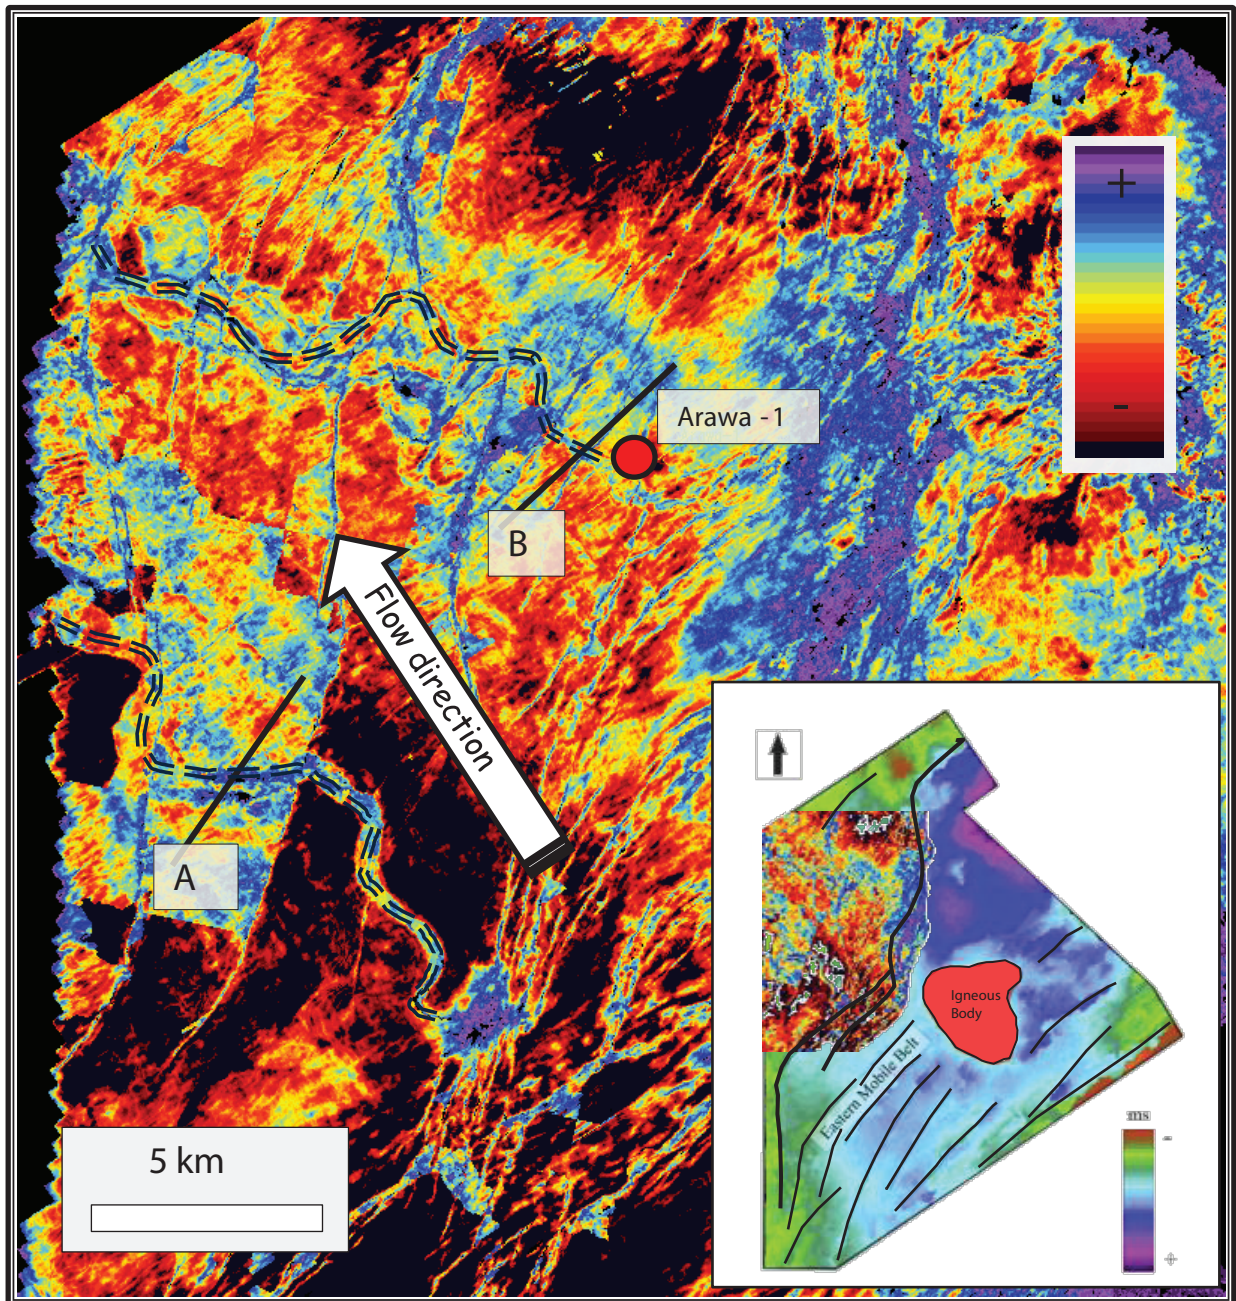 +
-
Arawa -1
B
Flow direction
A
5 km
Igneous
Body
Eastern Mobile Belt
ms
-
+